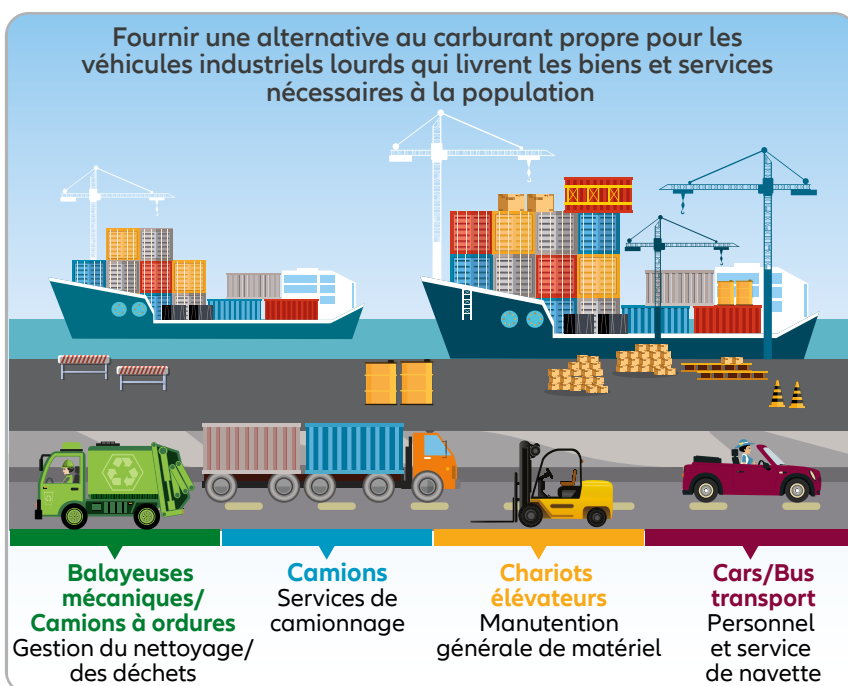 Fournir une alternative au carburant propre pour les
véhicules industriels lourds qui livrent les biens et services
nécessaires à la population
Balayeuses
mécaniques/
Camions à ordures
Gestion du nettoyage/
des déchets
Camions
Services de
camionnage
Chariots
élévateurs
Manutention
générale de matériel
Cars/Bus
transport
Personnel
et service
de navette